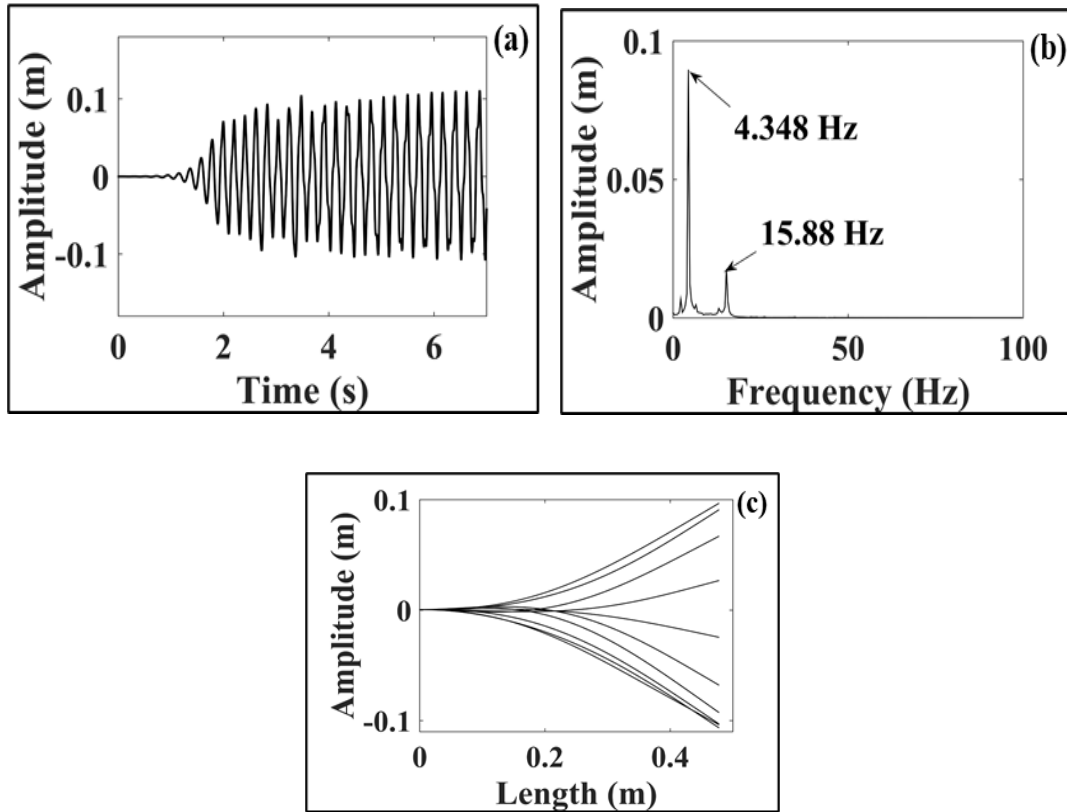 (a)
Amplitude (m)
0.1
0
-0.1
0 2 4 6
Time (s)
(b)
Amplitude (m)
0.1
0.05
0
4.348 Hz
15.88 Hz
0 50 100
Frequency (Hz)
(c)
Amplitude (m)
0.1
0
-0.1
0 0.2 0.4
Length (m)